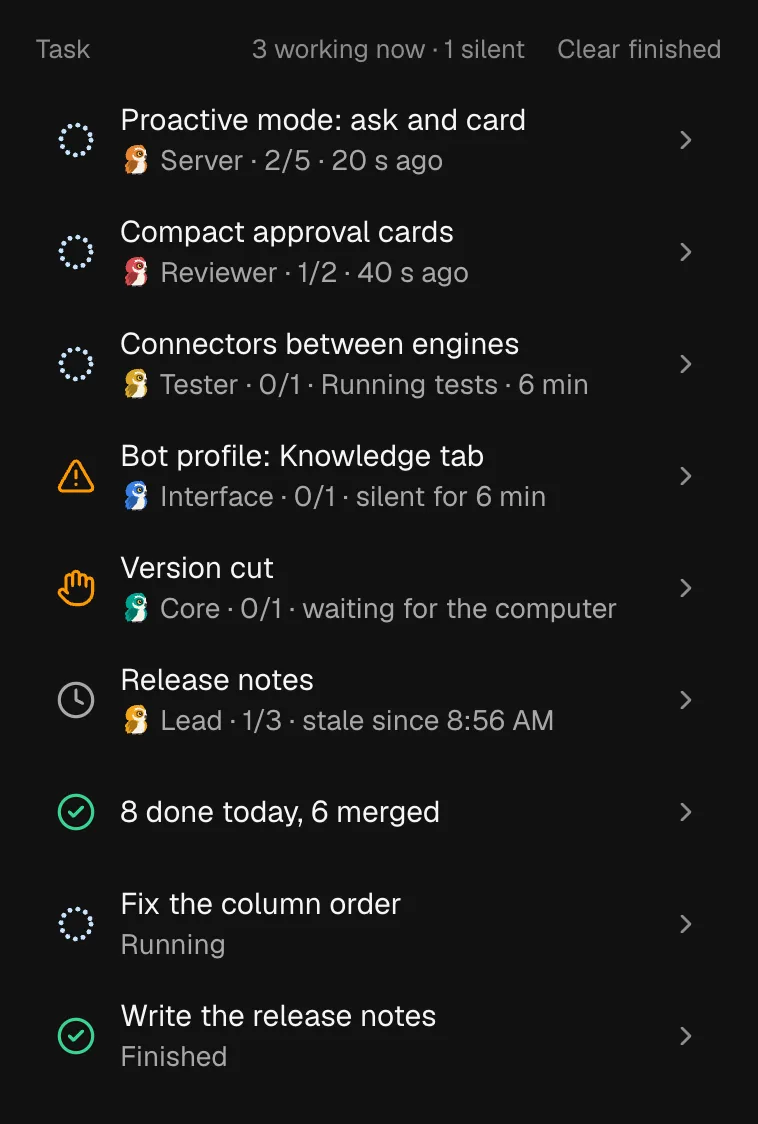 Task 3 working now · 1 silent Clear finished
Proactive mode: ask and card
Server · 2/5 · 20 s ago
Compact approval cards
Reviewer · 1/2 · 40 s ago
Connectors between engines
Tester · 0/1 · Running tests · 6 min
Bot profile: Knowledge tab
Interface · 0/1 · silent for 6 min
Version cut
Core · 0/1 · waiting for the computer
Release notes
Lead · 1/3 · stale since 8:56 AM
8 done today, 6 merged
Fix the column order
Running
Write the release notes
Finished